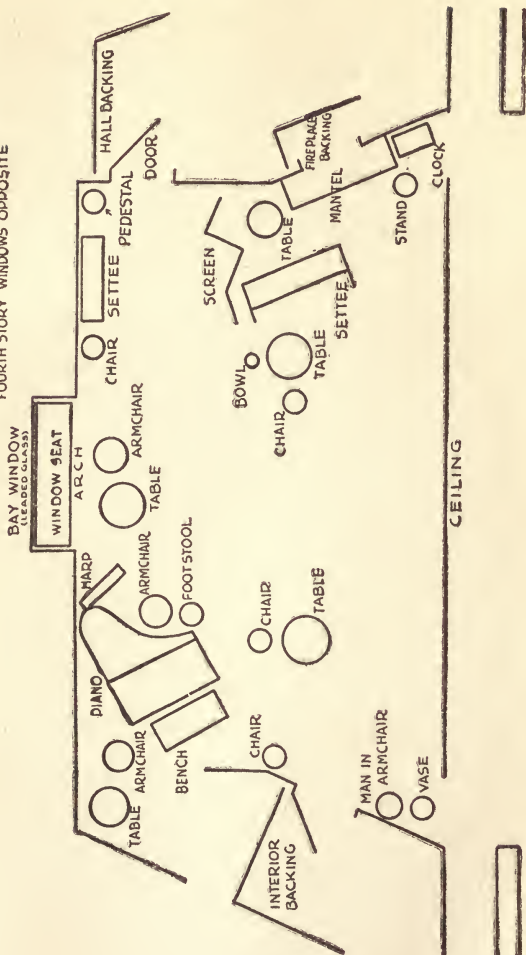 FOURTH STORY WINDOWS OPPOSITE
BAY WINDOW
(LEADED GLASS)
WINDOW SEAT
ARCH
HALL BACKING
DOOR
PEDESTAL
SETTEE
CHAIR
ARMCHAIR
TABLE
HARP
ARMCHAIR
FOOT STOOL
PIANO
BENCH
ARMCHAIR
TABLE
FIREPLACE
BACKING
MANTEL
CLOCK
STAND
TABLE
SCREEN
SETTEE
BOWL
TABLE
CHAIR
CHAIR
TABLE
CHAIR
INTERIOR
BACKING
MAN IN
ARMCHAIR
VASE
CEILING